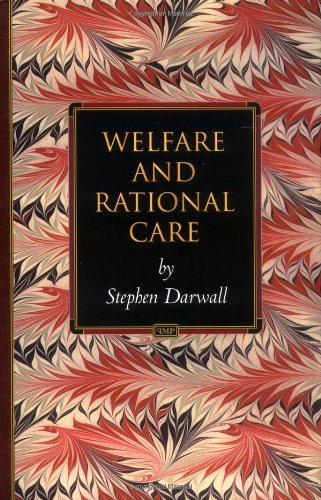 WELFARE
AND
RATIONAL
CARE
by
Stephen Darwall
PMP